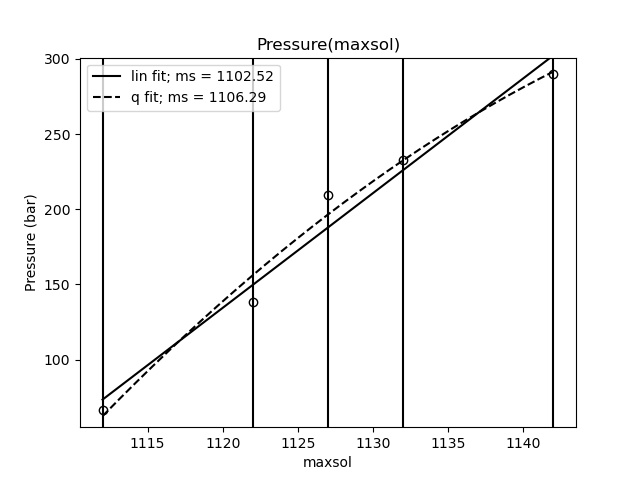 Pressure(maxsol)
lin fit; ms = 1102.52
q fit; ms = 1106.29
Pressure (bar)
300
250
200
150
100
1115 1120 1125 1130 1135 1140
maxsol